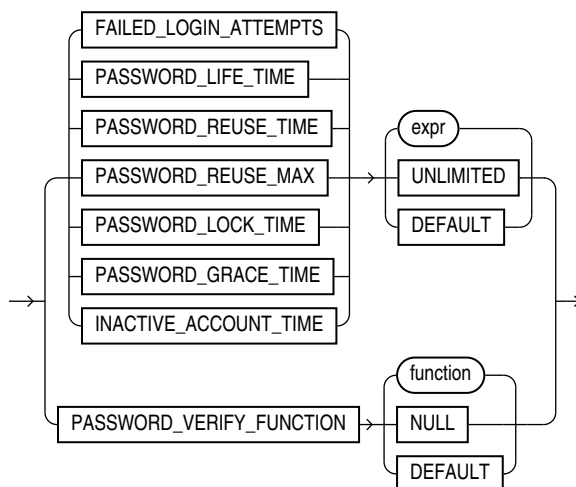 FAILED_LOGIN_ATTEMPTS
PASSWORD_LIFE_TIME
PASSWORD_REUSE_TIME
PASSWORD_REUSE_MAX
PASSWORD_LOCK_TIME
PASSWORD_GRACE_TIME
INACTIVE_ACCOUNT_TIME
expr
UNLIMITED
DEFAULT
PASSWORD_VERIFY_FUNCTION
function
NULL
DEFAULT